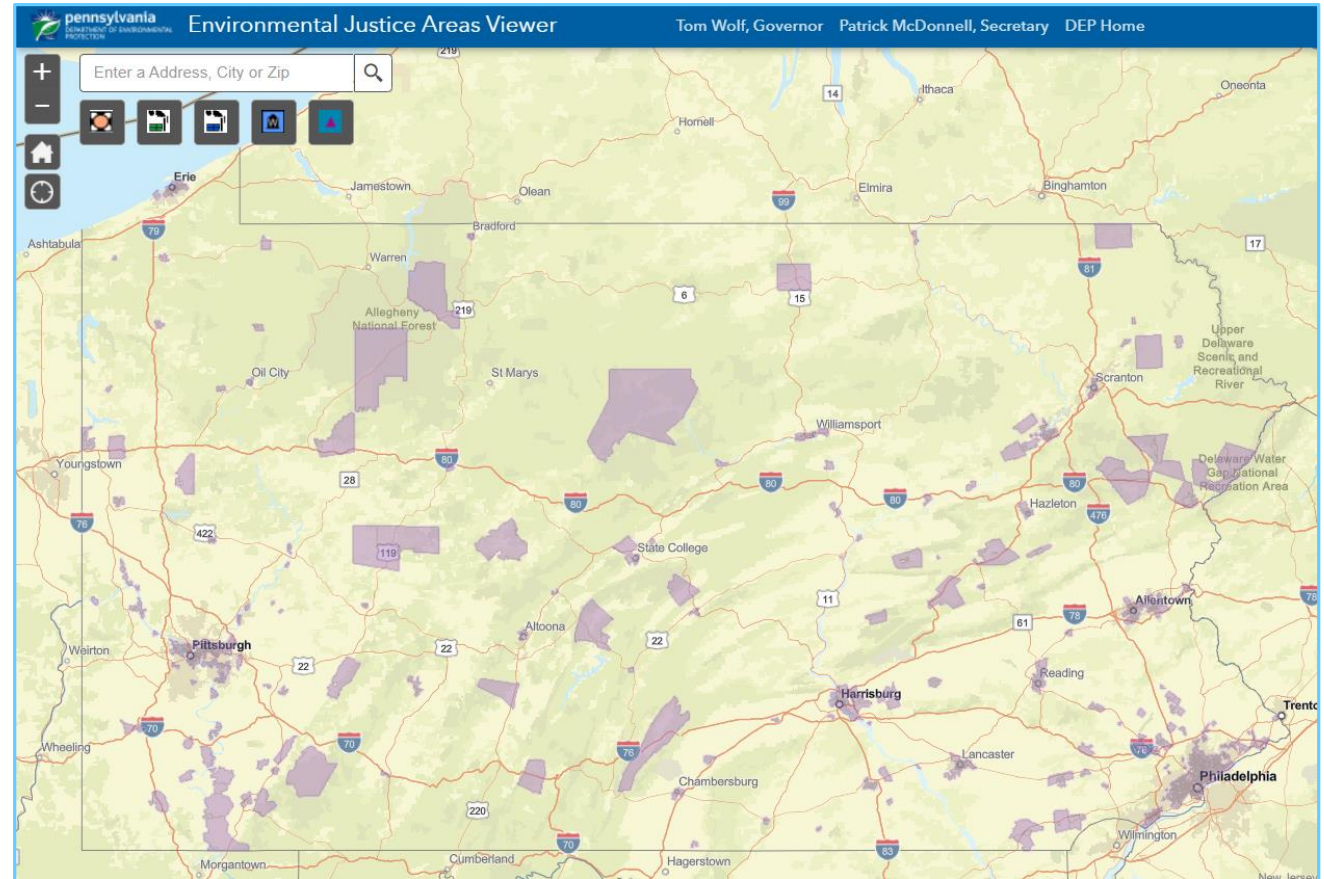 pennsylvania
DEPARTMENT OF ENVIRONMENTAL
PROTECTION
Environmental Justice Areas Viewer
Tom Wolf, Governor Patrick McDonnell, Secretary DEP Home
+
Enter a Address, City or Zip
−
219
14
Ithaca
Oneonta
Hornell
W
Erie
Jamestown
Olean
99
Elmira
Binghamton
79
Bradford
Ashtabula
17
Warren
81
6
15
Allegheny
National Forest
219
Upper
Delaware
Scenic and
Recreational
River
Oil City
St Marys
Scranton
Williamsport
Youngstown
80
28
80
80
Delaware Water
Gap National
Recreation Area
80
80
Hazleton
476
76
422
119
State College
11
Allentown
78
78
61
Altoona
22
22
Weirton
Pittsburgh
22
Reading
Harrisburg
Trento
70
Wheeling
70
76
76
Lancaster
Chambersburg
Philadelphia
220
70
83
Wilmington
Morgantown
Cumberland
Hagerstown
New Jersey